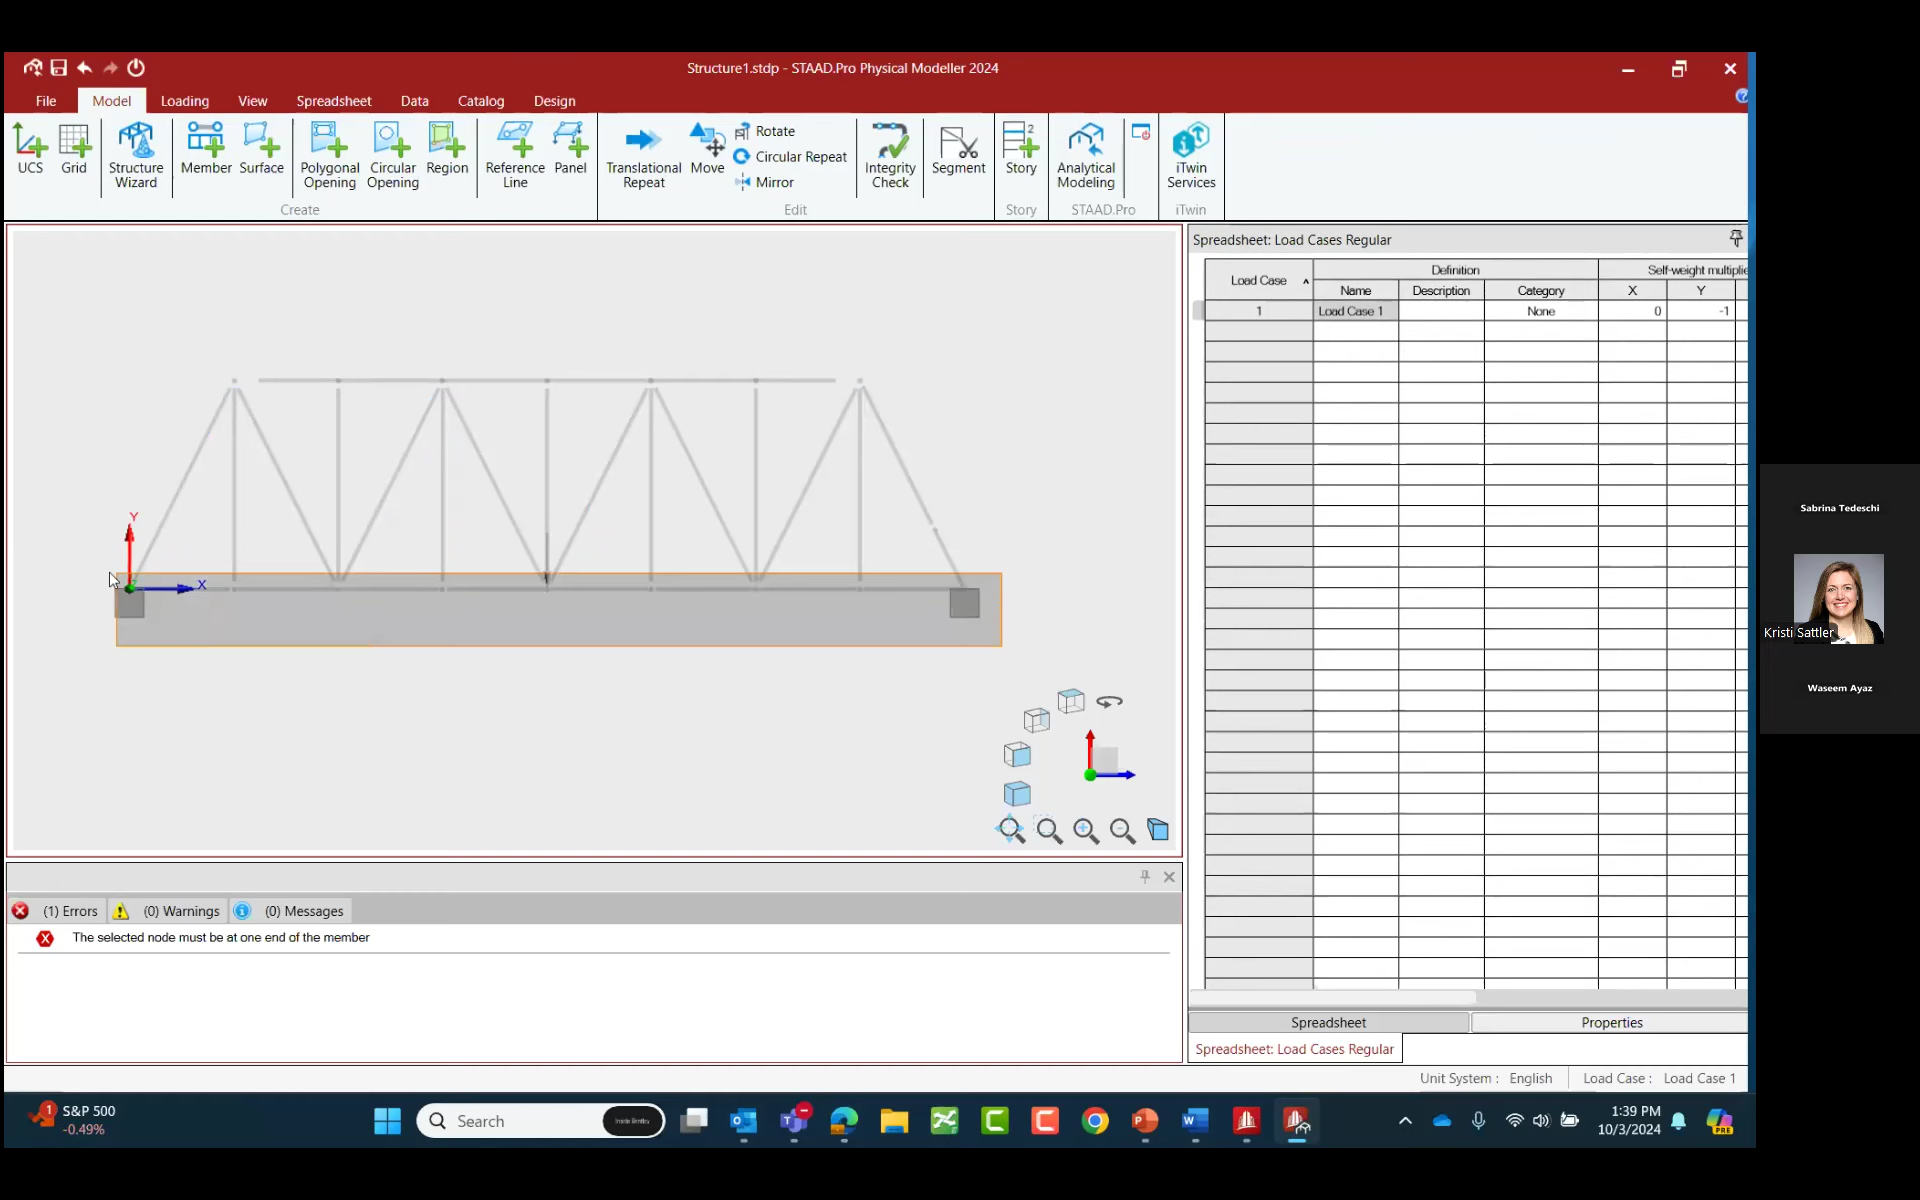 Structure1.stdp - STAAD.Pro Physical Modeller 2024
File Model Loading View Spreadsheet Data Catalog Design
UCS
Grid
Structure
Wizard
Member
Surface
Polygonal
Opening
Circular
Opening
Region
Reference
Line
Panel
Create
Translational
Repeat
Move
Rotate
Circular Repeat
Mirror
Integrity
Check
Segment
Edit
2
Story
Story
Analytical
Modeling
STAAD.Pro
iTwin
Services
iTwin
Y
X
Spreadsheet: Load Cases Regular
Load Case Definition Self-weight multiplie
Name Description Category X Y
1 Load Case 1 None 0 -1
(1) Errors (0) Warnings (0) Messages
The selected node must be at one end of the member
Spreadsheet Properties
Spreadsheet: Load Cases Regular
Unit System : English Load Case : Load Case 1
Sabrina Tedeschi
Kristi Sattler
Waseem Ayaz
1
S&P 500
-0.49%
Search
PRE
1:39 PM
10/3/2024